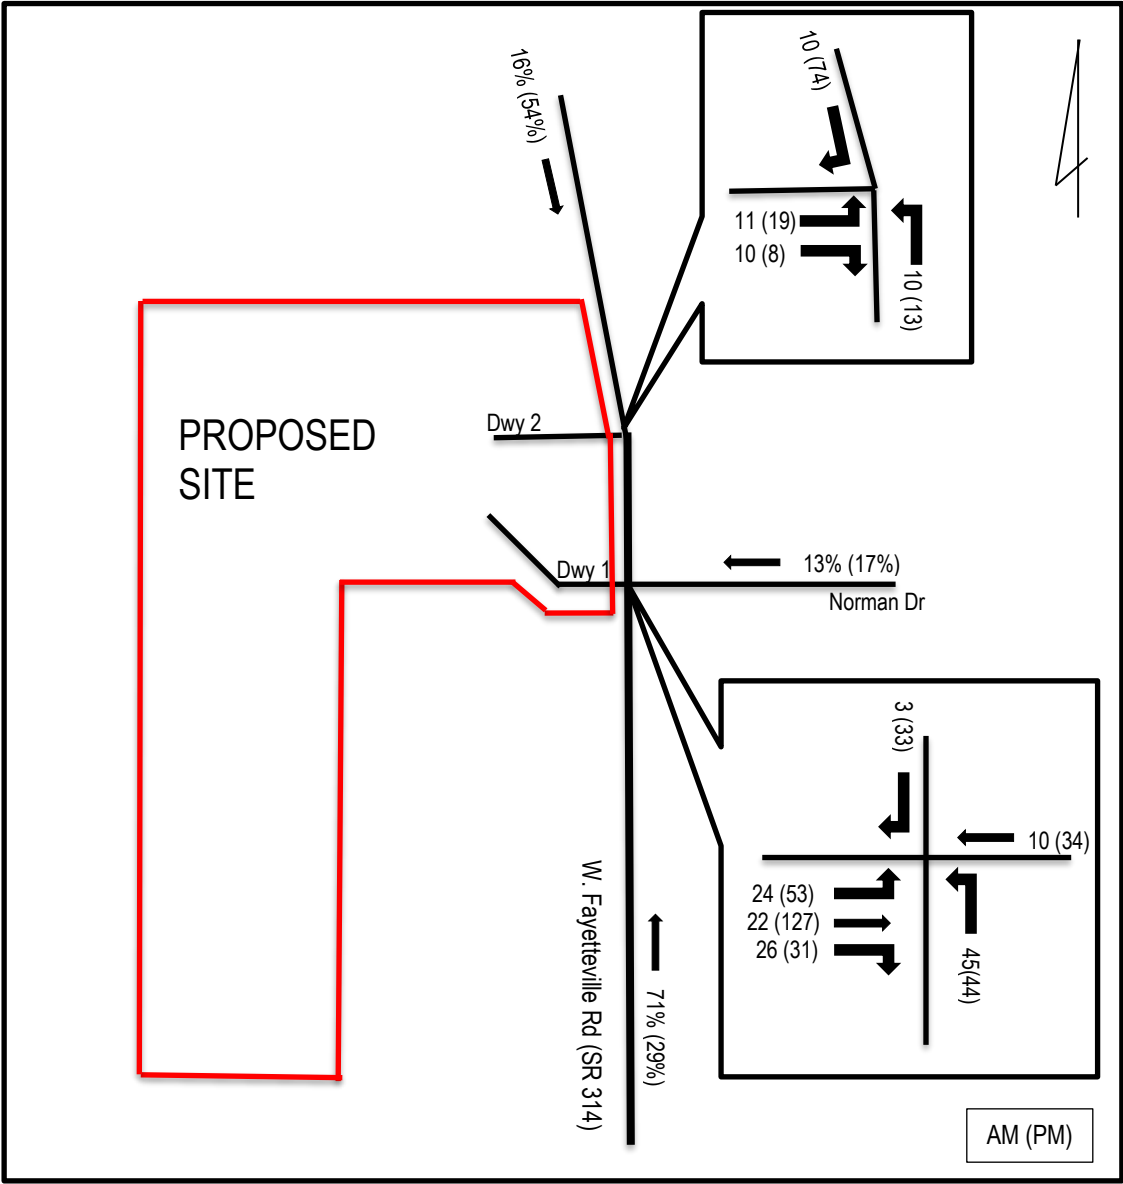 16% (54%)
10 (74)
11 (19)
10 (8)
10 (13)
PROPOSED
SITE
Dwy 2
Dwy 1
13% (17%)
Norman Dr
3 (33)
10 (34)
24 (53)
22 (127)
26 (31)
45(44)
W. Fayetteville Rd (SR 314)
71% (29%)
AM (PM)